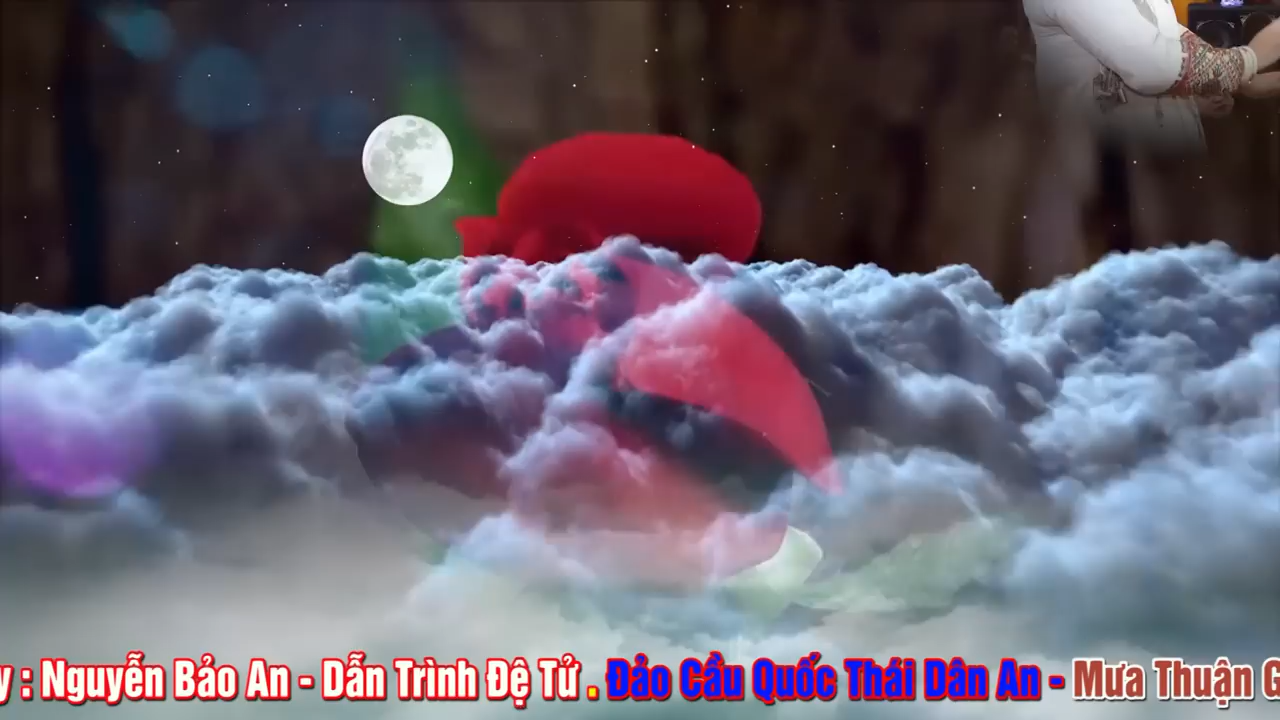 y : Nguyễn Bảo An - Dẫn Trình Đệ Tử . Đảo Cầu Quốc Thái Dân An - Mưa Thuận G